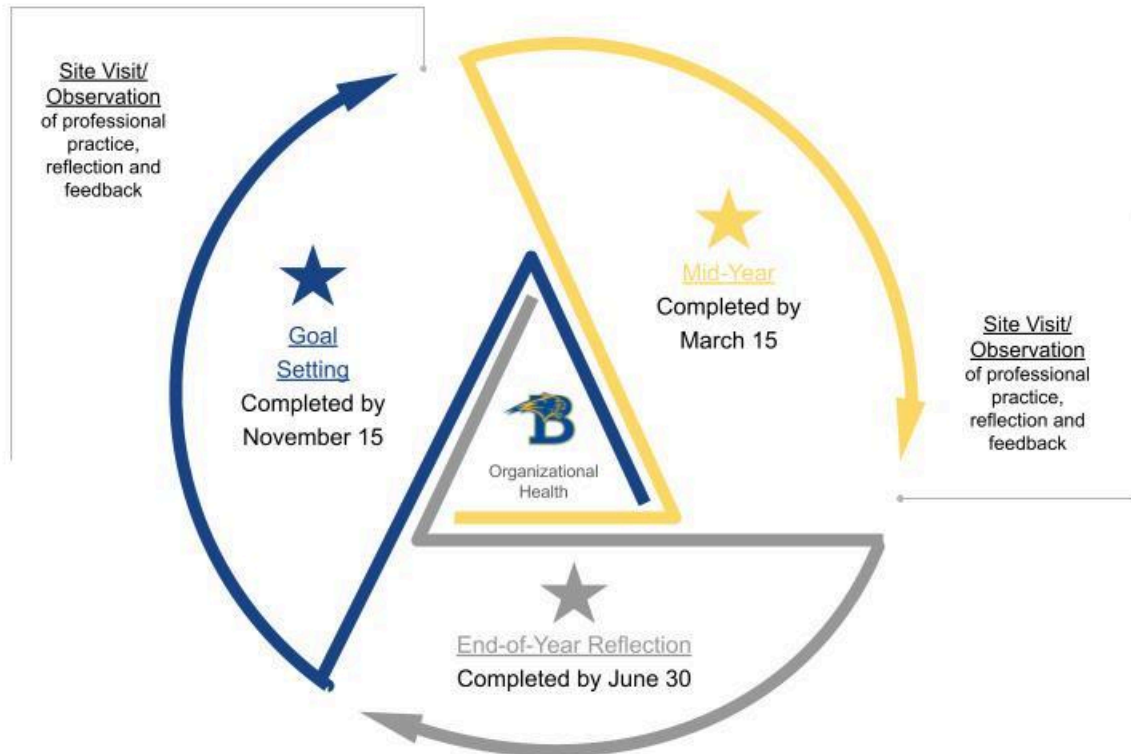 Site Visit/
Observation
of professional
practice,
reflection and
feedback
Goal
Setting
Completed by
November 15
Mid-Year
Completed by
March 15
Site Visit/
Observation
of professional
practice,
reflection and
feedback
B
Organizational
Health
End-of-Year Reflection
Completed by June 30